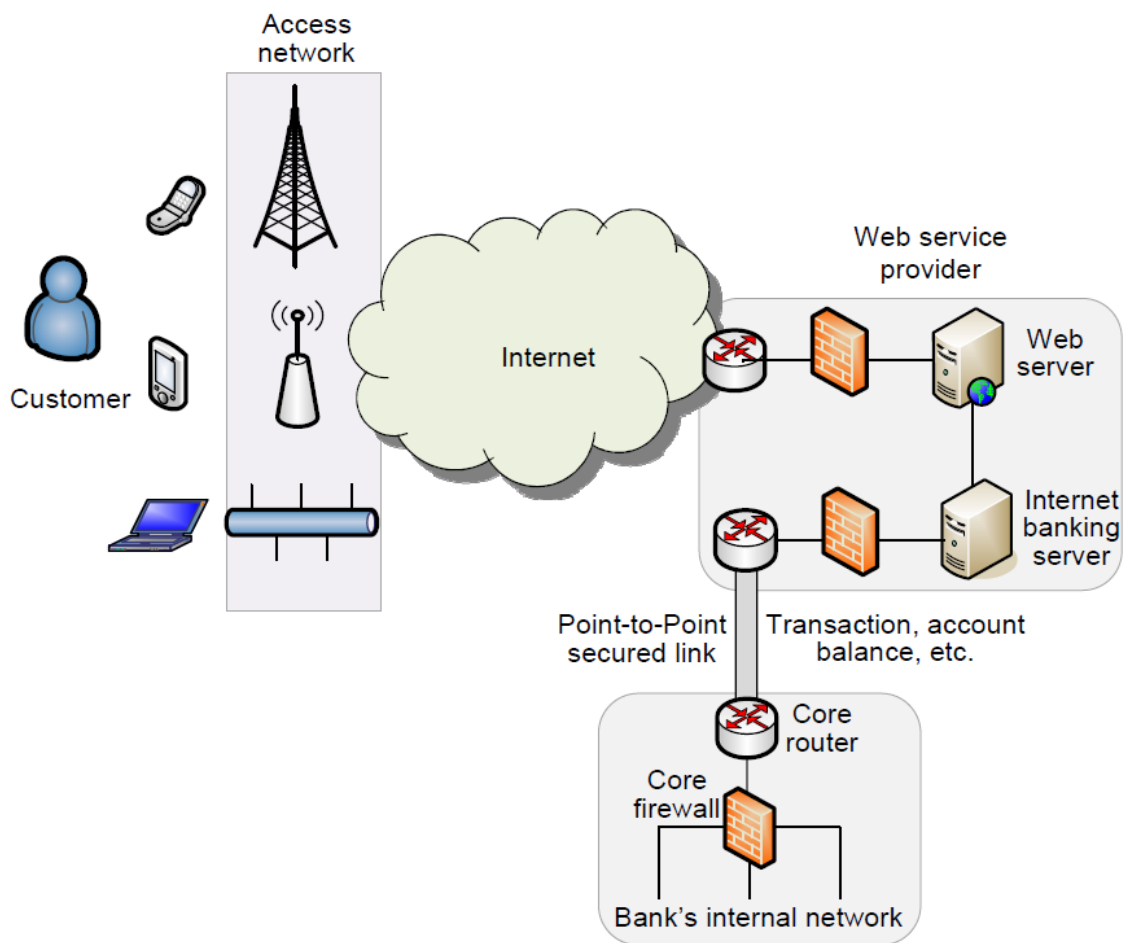 Access
network
Customer
Internet
Web service
provider
Web
server
Internet
banking
server
Point-to-Point
secured link
Transaction, account
balance, etc.
Core
router
Core
firewall
Bank's internal network